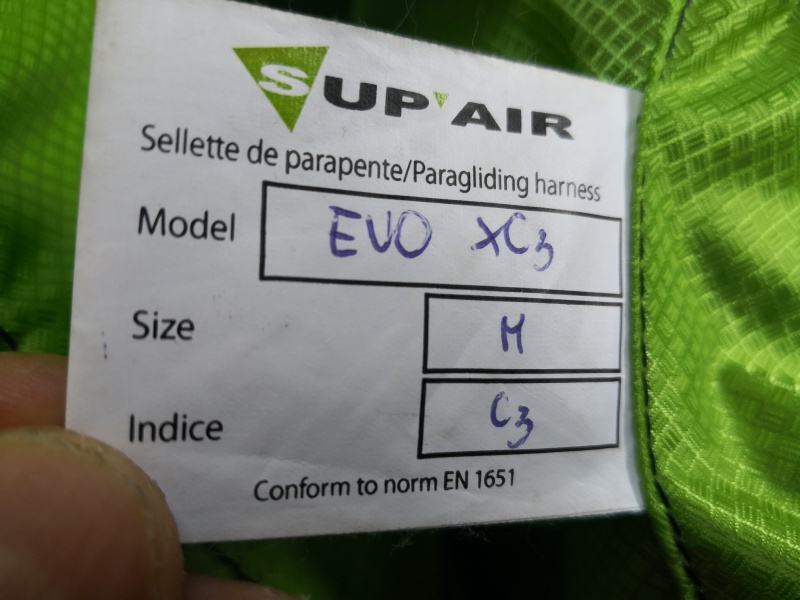 SUP'AIR
Sellette de parapente/Paragliding harness
Model EVO XC3
Size M
Indice C3
Conform to norm EN 1651